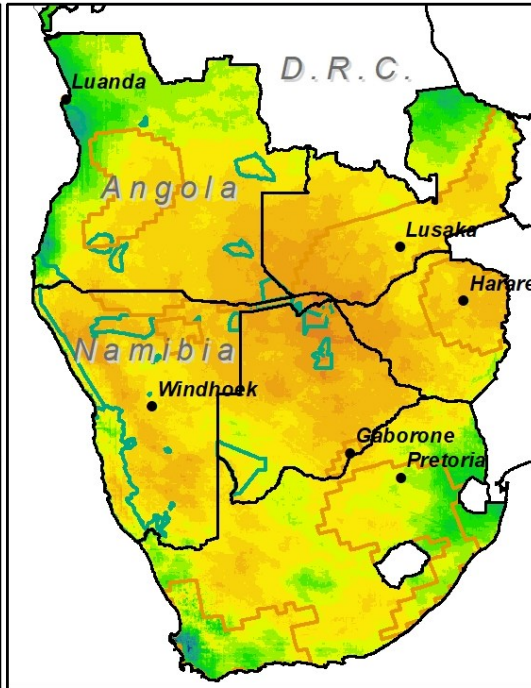 D.R.C.
Luanda
Angola
Lusaka
Harare
Namibia
Windhoek
Gaborone
Pretoria